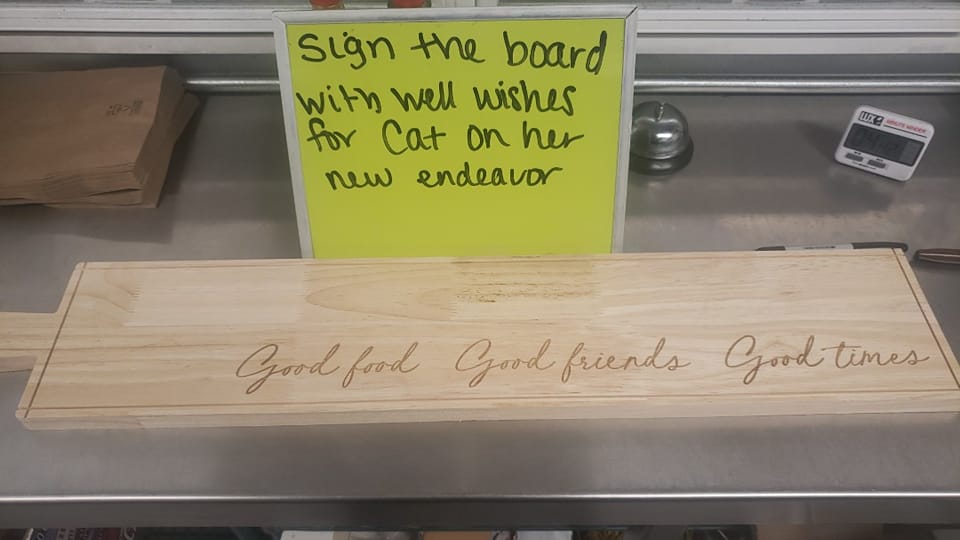 Sign the board
with well wishes
for Cat on her
new endeavor
Good food Good friends Good times